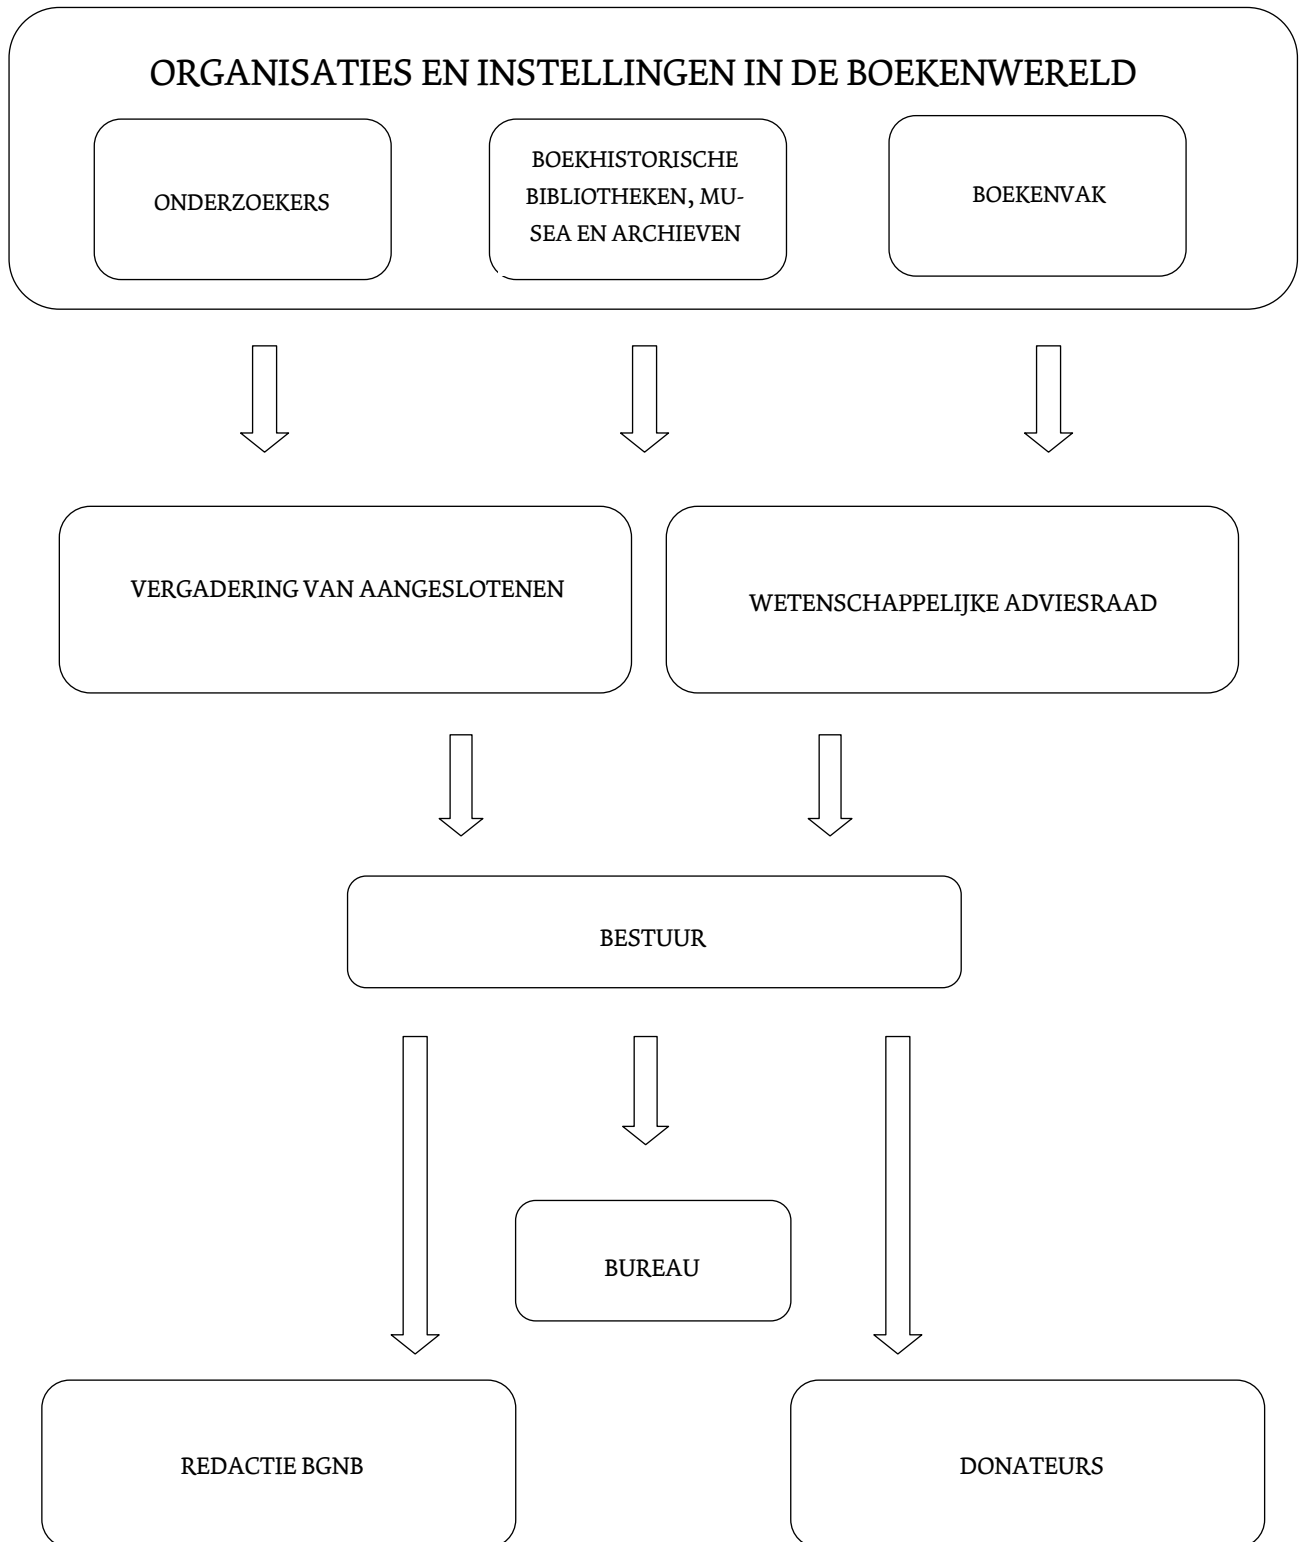 ORGANISATIES EN INSTELLINGEN IN DE BOEKENWERELD
ONDERZOEKERS
BOEKHISTORISCHE
BIBLIOTHEKEN, MU-
SEA EN ARCHIEVEN
BOEKENVAK
VERGADERING VAN AANGESLOTENEN
WETENSCHAPPELIJKE ADVIESRAAD
BESTUUR
BUREAU
REDACTIE BGNB
DONATEURS